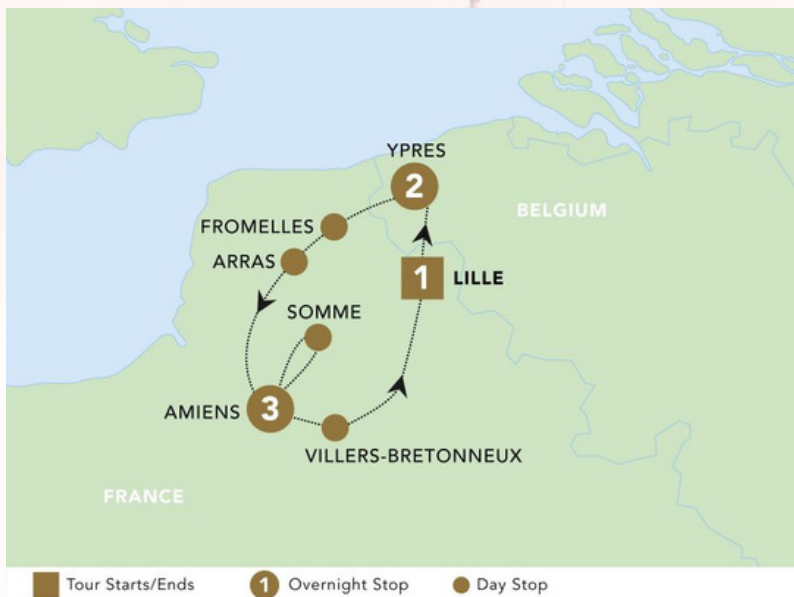 YPRES
2
BELGIUM
FROMELLES
ARRAS
1 LILLE
SOMME
AMIENS 3
VILLERS-BRETONNEUX
FRANCE
Tour Starts/Ends 1 Overnight Stop Day Stop